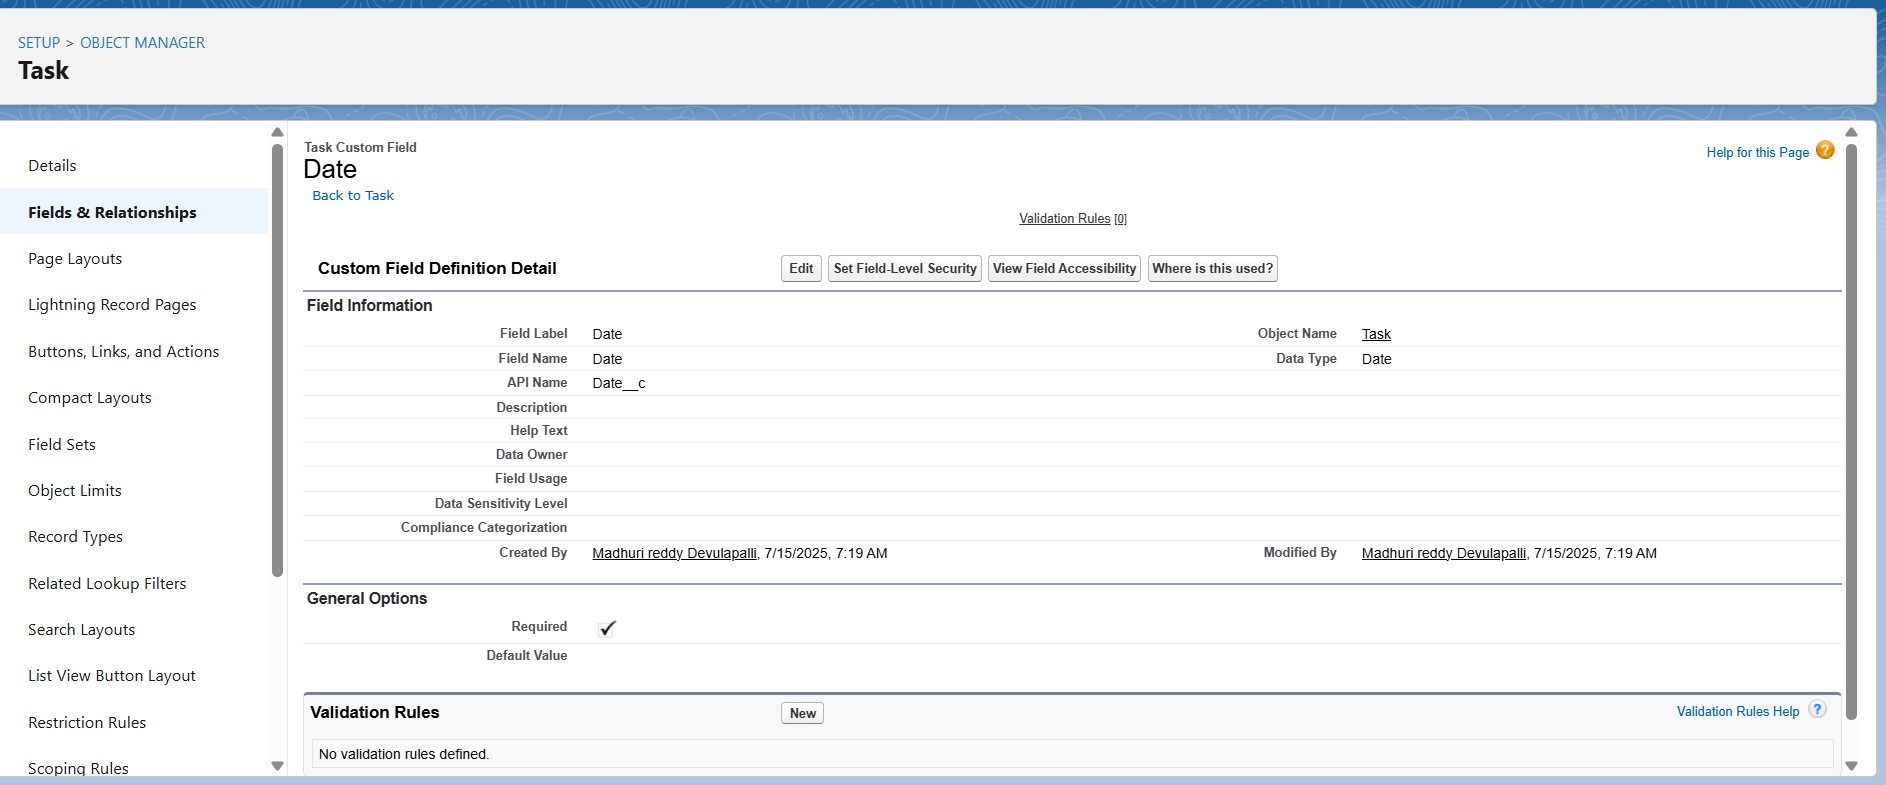 SETUP > OBJECT MANAGER
Task
Details
Fields & Relationships
Page Layouts
Lightning Record Pages
Buttons, Links, and Actions
Compact Layouts
Field Sets
Object Limits
Record Types
Related Lookup Filters
Search Layouts
List View Button Layout
Restriction Rules
Scoping Rules
Task Custom Field
Date
Back to Task
Help for this Page ?
Validation Rules [0]
Custom Field Definition Detail Edit Set Field-Level Security View Field Accessibility Where is this used?
Field Information
Field Label Date Object Name Task
Field Name Date Data Type Date
API Name Date__c
Description
Help Text
Data Owner
Field Usage
Data Sensitivity Level
Compliance Categorization
Created By Madhuri reddy Devulapalli, 7/15/2025, 7:19 AM Modified By Madhuri reddy Devulapalli, 7/15/2025, 7:19 AM
General Options
Required
Default Value
Validation Rules New Validation Rules Help ?
No validation rules defined.